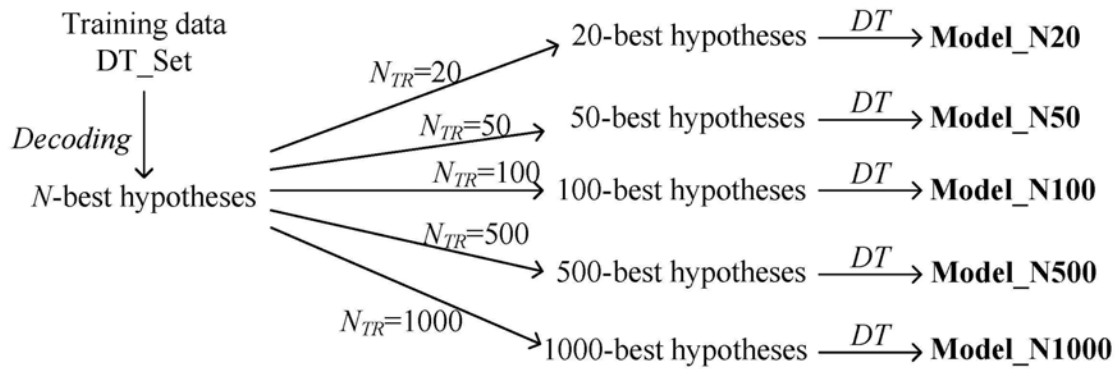 Training data
DT_Set
Decoding
N-best hypotheses
N_TR=20
20-best hypotheses
DT
Model_N20
N_TR=50
50-best hypotheses
DT
Model_N50
N_TR=100
100-best hypotheses
DT
Model_N100
N_TR=500
500-best hypotheses
DT
Model_N500
N_TR=1000
1000-best hypotheses
DT
Model_N1000